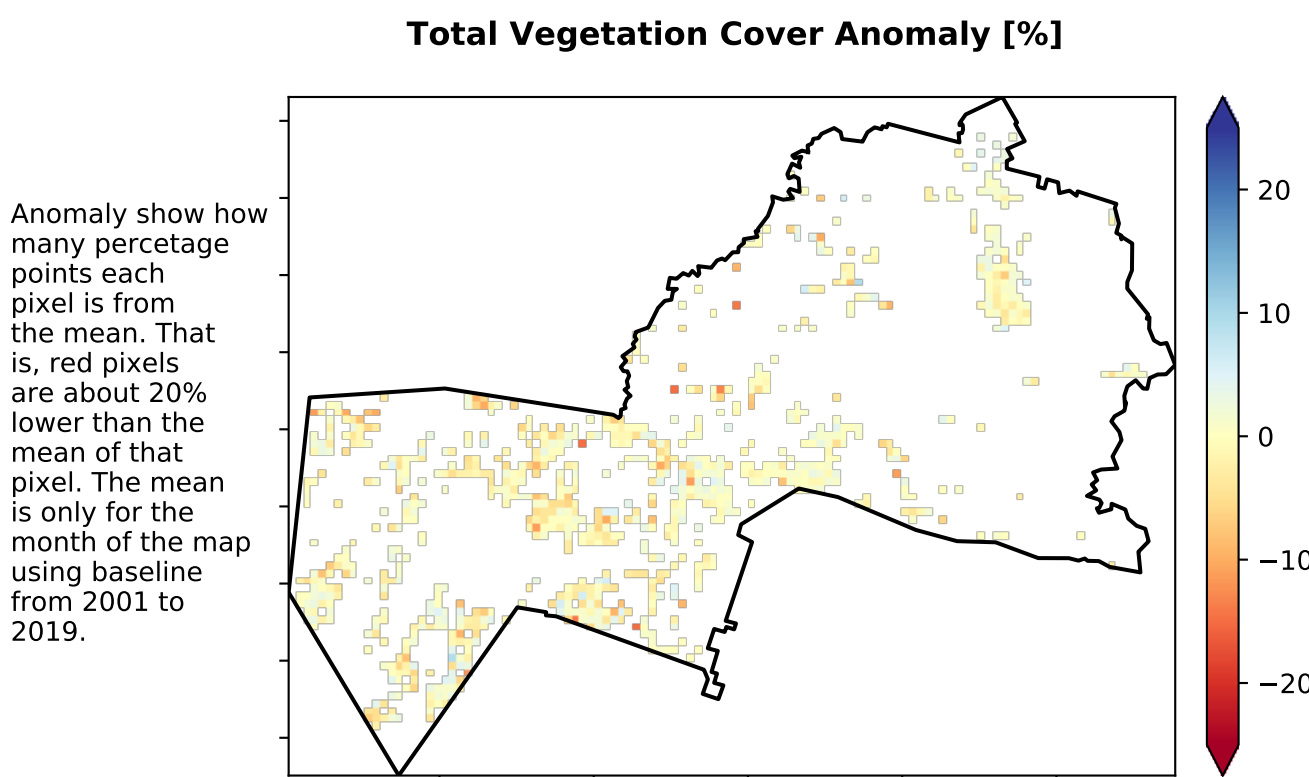 Total Vegetation Cover Anomaly [%]
Anomaly show how
many percetage
points each
pixel is from
the mean. That
is, red pixels
are about 20%
lower than the
mean of that
pixel. The mean
is only for the
month of the map
using baseline
from 2001 to
2019.
20
10
0
−10
−20